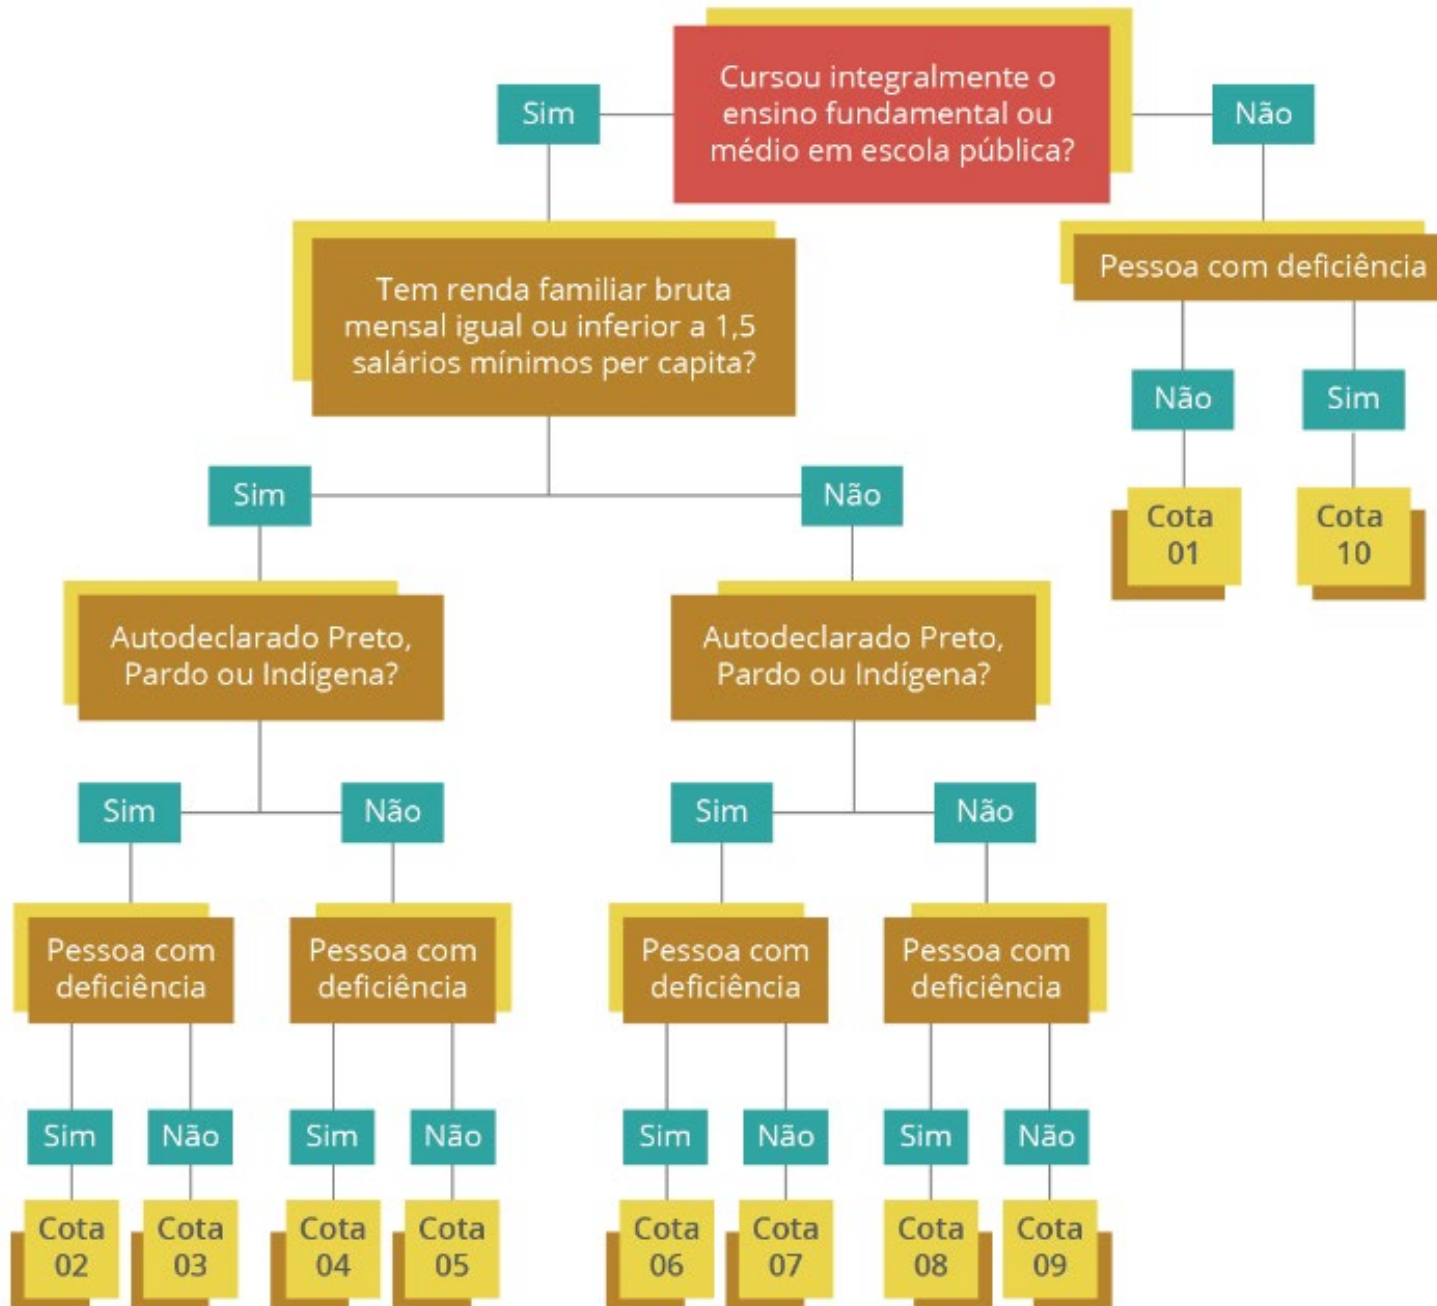 Cursou integralmente o
ensino fundamental ou
médio em escola pública?
Sim
Não
Tem renda familiar bruta
mensal igual ou inferior a 1,5
salários mínimos per capita?
Pessoa com deficiência
Não
Sim
Cota
01
Cota
10
Sim
Não
Autodeclarado Preto,
Pardo ou Indígena?
Autodeclarado Preto,
Pardo ou Indígena?
Sim
Não
Sim
Não
Pessoa com
deficiência
Pessoa com
deficiência
Pessoa com
deficiência
Pessoa com
deficiência
Sim
Não
Sim
Não
Sim
Não
Sim
Não
Cota
02
Cota
03
Cota
04
Cota
05
Cota
06
Cota
07
Cota
08
Cota
09